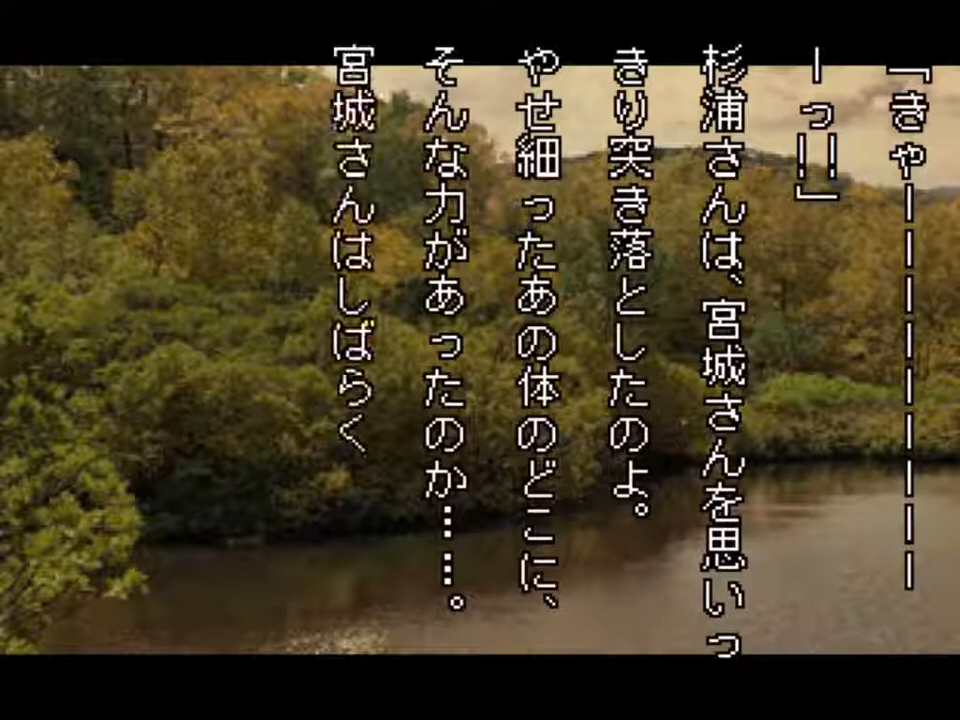 「きゃーーーーーーーーー
ーっ!!」
杉浦さんは、宮城さんを思いっ
きり突き落としたのよ。
やせ細ったあの体のどこに、
そんな力があったのか……。
宮城さんはしばらく